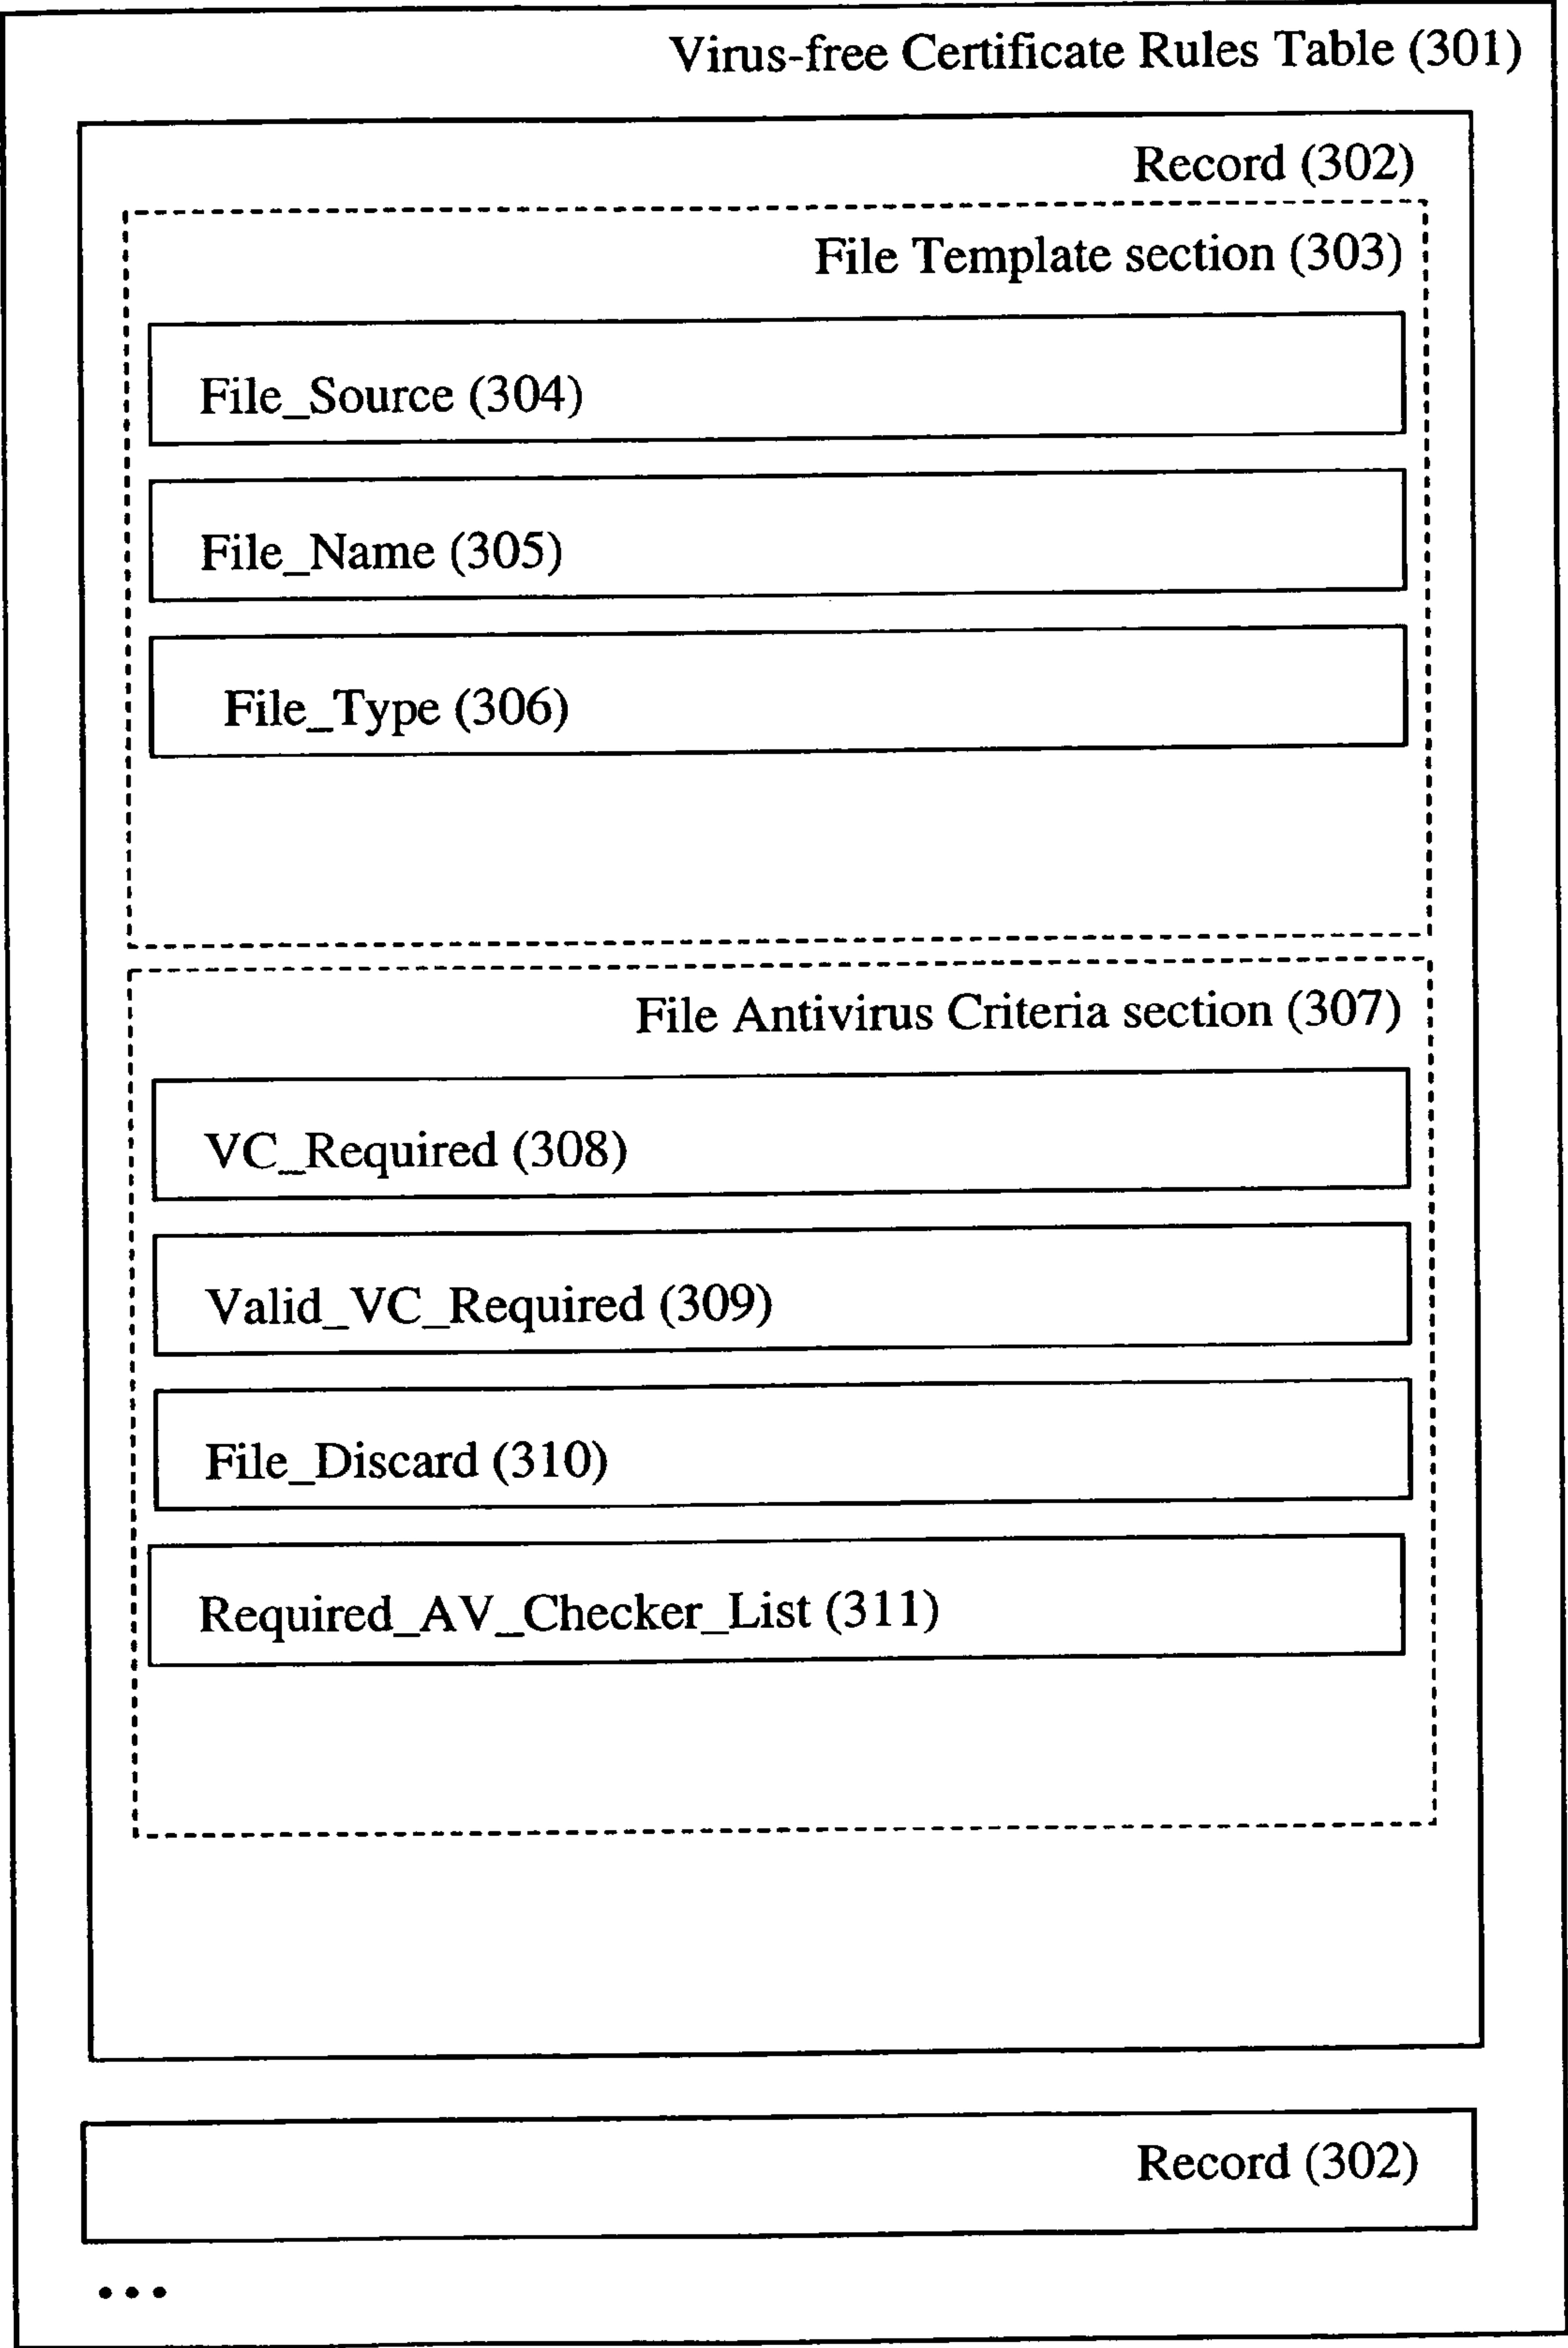 Virus-free Certificate Rules Table (301)
Record (302)
File Template section (303)
File_Source (304)
File_Name (305)
File_Type (306)
File Antivirus Criteria section (307)
VC_Required (308)
Valid_VC_Required (309)
File_Discard (310)
Required_AV_Checker_List (311)
Record (302)
•••